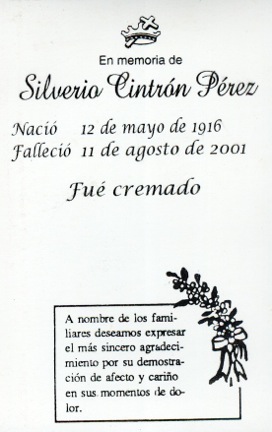 En memoria de
Silverio Cintrón Pérez
Nació 12 de mayo de 1916
Falleció 11 de agosto de 2001
Fué cremado
A nombre de los fami-
liares deseamos expresar
el más sincero agradeci-
miento por su demostra-
ción de afecto y cariño
en sus momentos de do-
lor.